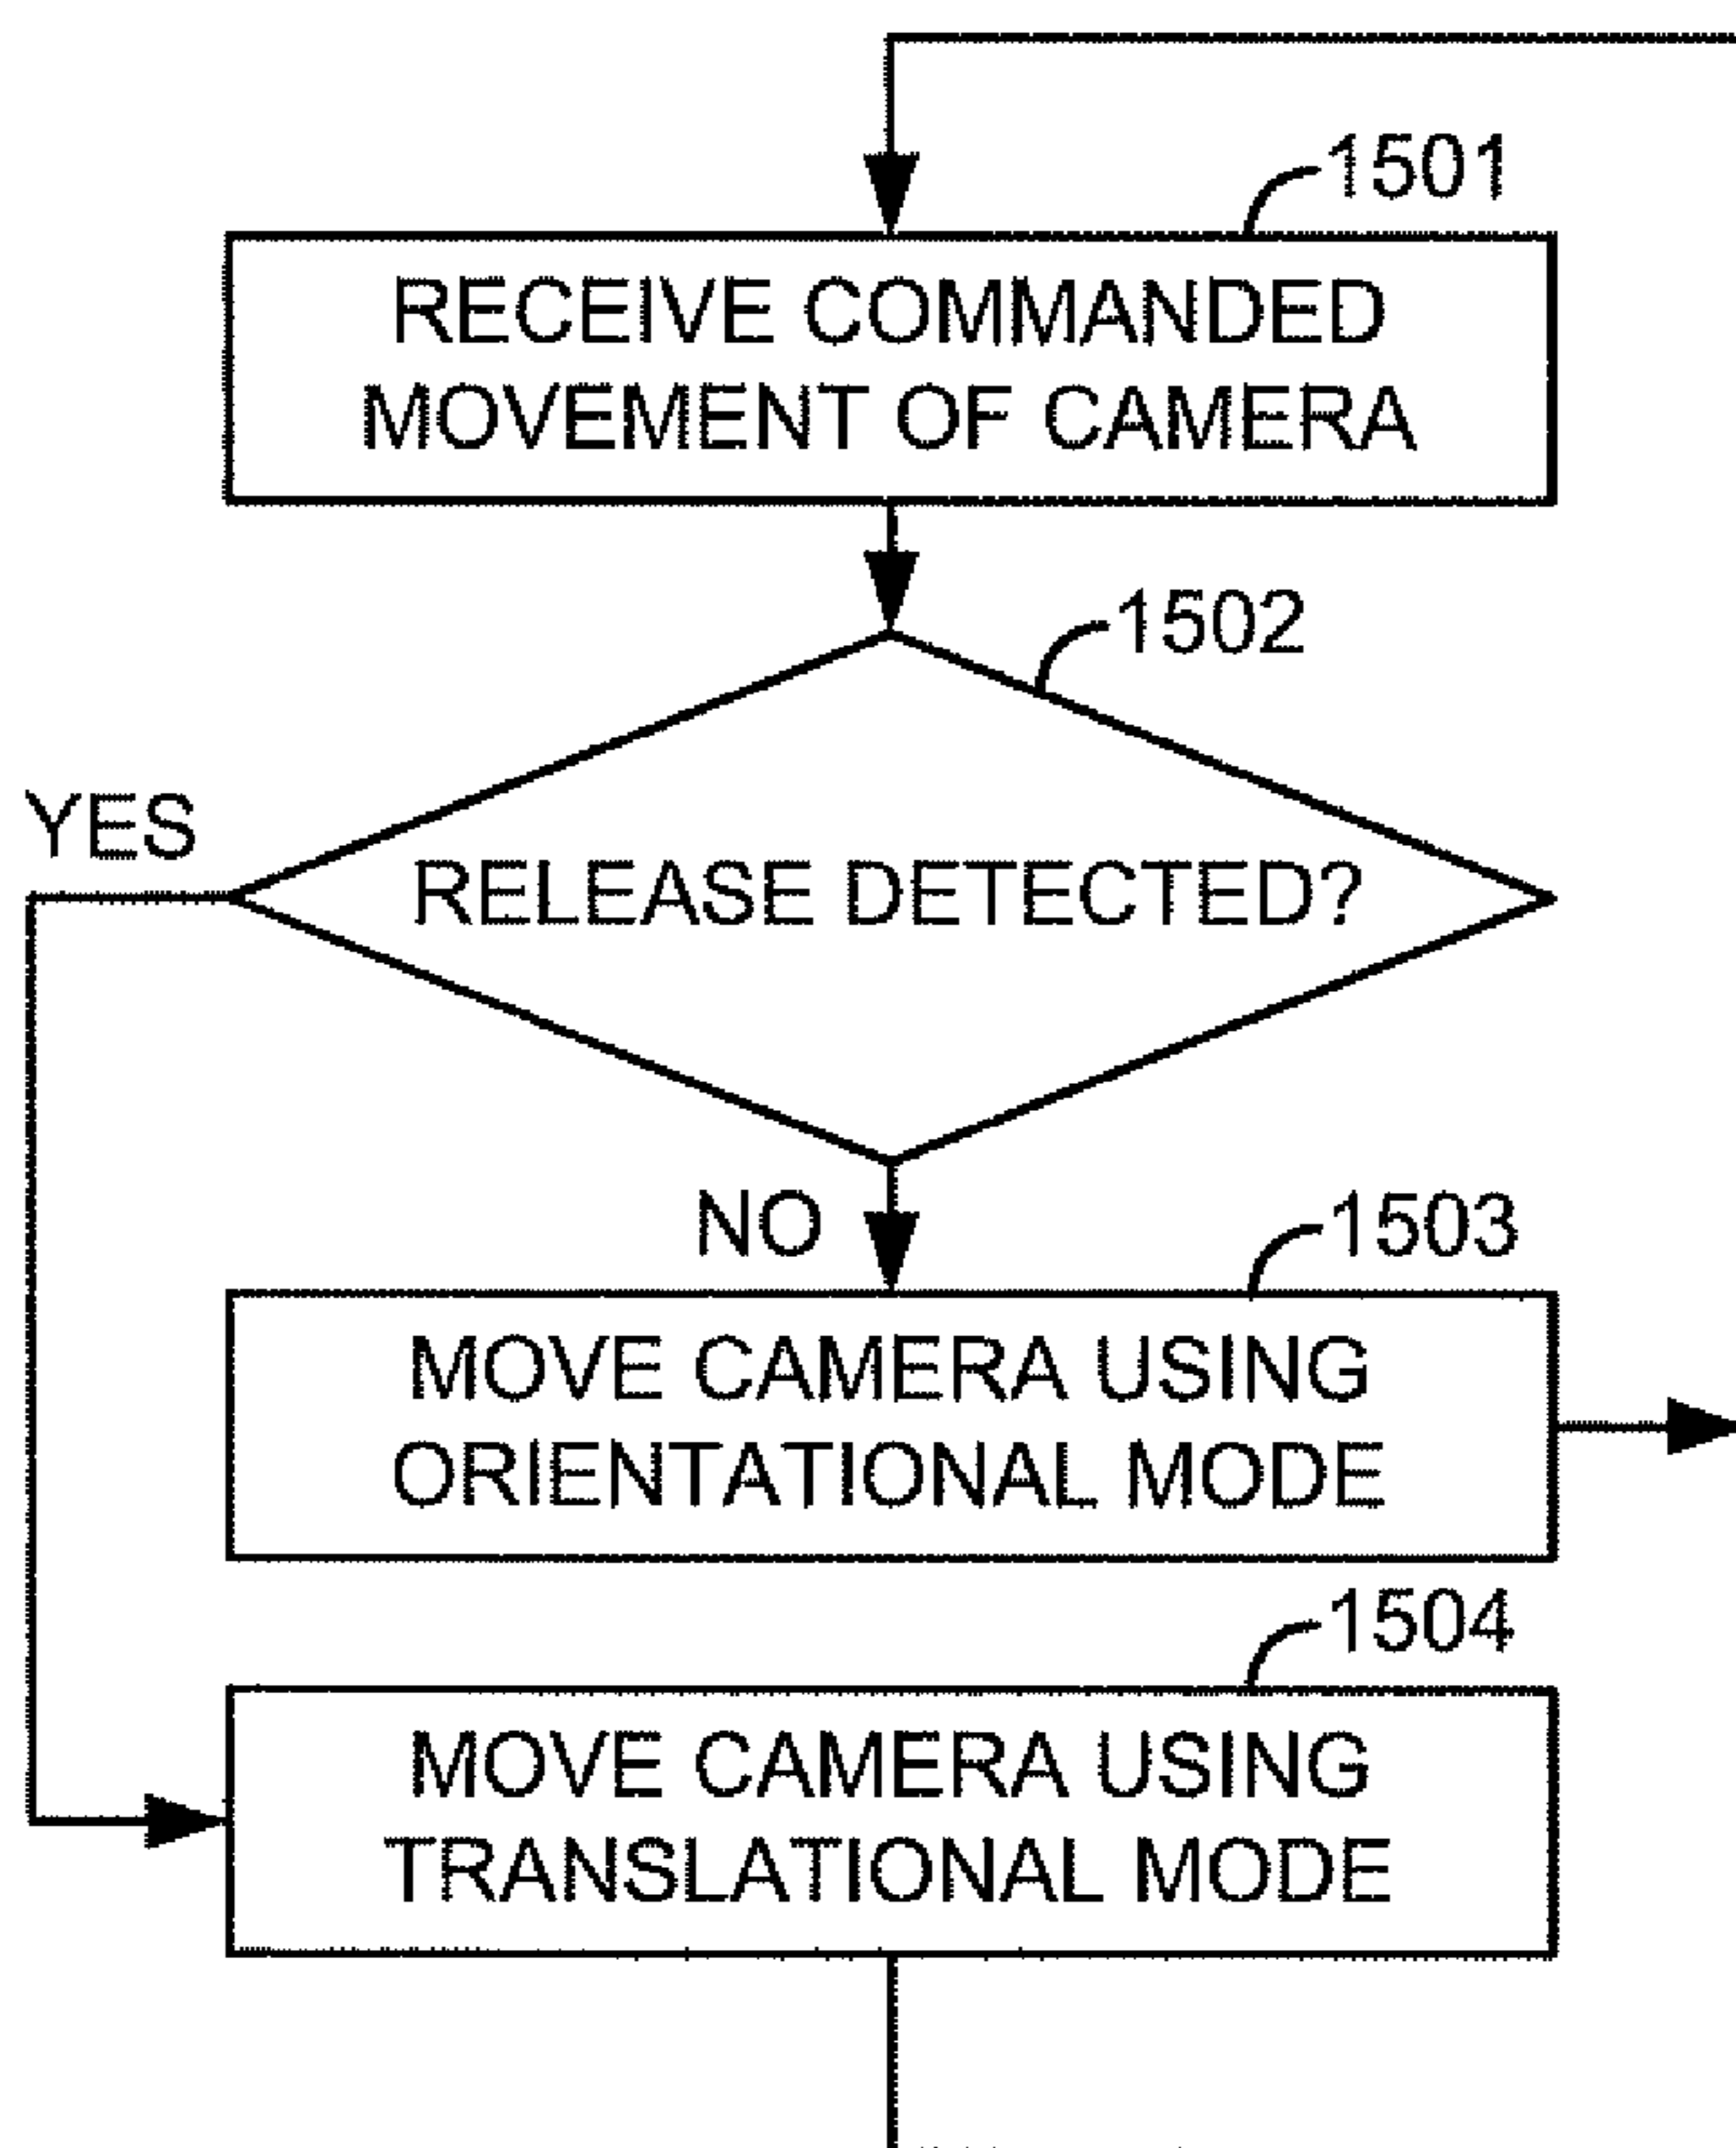 1501
RECEIVE COMMANDED
MOVEMENT OF CAMERA
1502
YES
RELEASE DETECTED?
NO
1503
MOVE CAMERA USING
ORIENTATIONAL MODE
1504
MOVE CAMERA USING
TRANSLATIONAL MODE